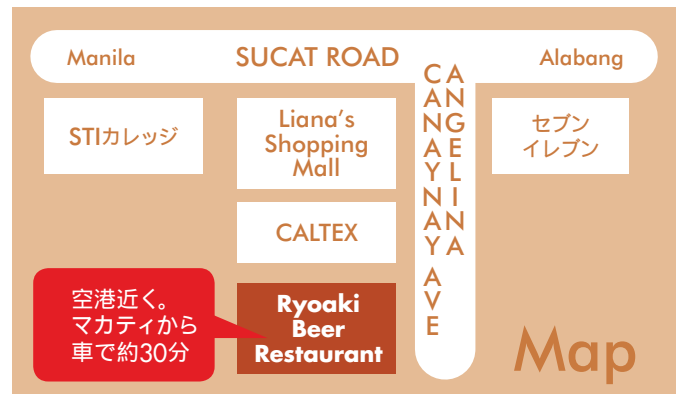 Manila
SUCAT ROAD
Alabang
CANAYNAY AVE
ANGELINA
STIカレッジ
Liana's
Shopping
Mall
セブン
イレブン
CALTEX
空港近く。
マカティから
車で約30分
Ryoaki
Beer
Restaurant
Map